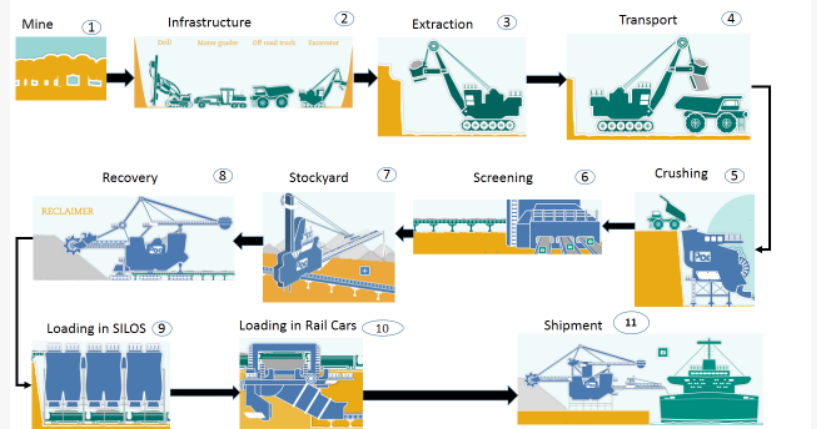 Mine 1
Infrastructure 2
Extraction 3
Transport 4
Drill Motor grader Off road truck Excavator
Recovery 8
Stockyard 7
Screening 6
Crushing 5
RECLAIMER
Loading in SILOS 9
Loading in Rail Cars 10
Shipment 11